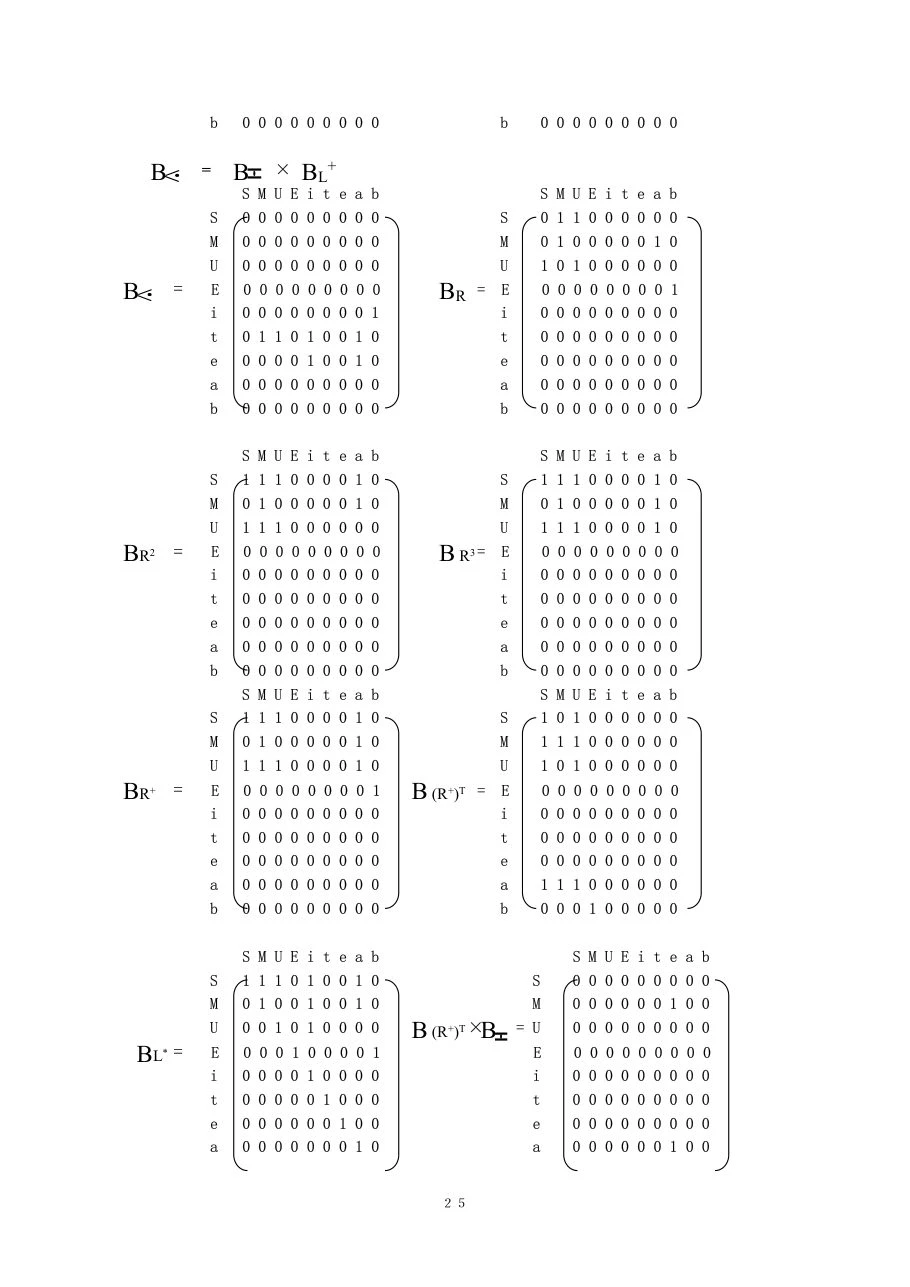 b 0 0 0 0 0 0 0 0 0 b 0 0 0 0 0 0 0 0 0
B⋖ = B≖ × BL+
S M U E i t e a b S M U E i t e a b
S 0 0 0 0 0 0 0 0 0 S 0 1 1 0 0 0 0 0 0
M 0 0 0 0 0 0 0 0 0 M 0 1 0 0 0 0 0 1 0
U 0 0 0 0 0 0 0 0 0 U 1 0 1 0 0 0 0 0 0
B⋖ = E 0 0 0 0 0 0 0 0 0 BR = E 0 0 0 0 0 0 0 0 1
i 0 0 0 0 0 0 0 0 1 i 0 0 0 0 0 0 0 0 0
t 0 1 1 0 1 0 0 1 0 t 0 0 0 0 0 0 0 0 0
e 0 0 0 0 1 0 0 1 0 e 0 0 0 0 0 0 0 0 0
a 0 0 0 0 0 0 0 0 0 a 0 0 0 0 0 0 0 0 0
b 0 0 0 0 0 0 0 0 0 b 0 0 0 0 0 0 0 0 0
S M U E i t e a b S M U E i t e a b
S 1 1 1 0 0 0 0 1 0 S 1 1 1 0 0 0 0 1 0
M 0 1 0 0 0 0 0 1 0 M 0 1 0 0 0 0 0 1 0
U 1 1 1 0 0 0 0 0 0 U 1 1 1 0 0 0 0 1 0
BR2 = E 0 0 0 0 0 0 0 0 0 B R3= E 0 0 0 0 0 0 0 0 0
i 0 0 0 0 0 0 0 0 0 i 0 0 0 0 0 0 0 0 0
t 0 0 0 0 0 0 0 0 0 t 0 0 0 0 0 0 0 0 0
e 0 0 0 0 0 0 0 0 0 e 0 0 0 0 0 0 0 0 0
a 0 0 0 0 0 0 0 0 0 a 0 0 0 0 0 0 0 0 0
b 0 0 0 0 0 0 0 0 0 b 0 0 0 0 0 0 0 0 0
S M U E i t e a b S M U E i t e a b
S 1 1 1 0 0 0 0 1 0 S 1 0 1 0 0 0 0 0 0
M 0 1 0 0 0 0 0 1 0 M 1 1 1 0 0 0 0 0 0
U 1 1 1 0 0 0 0 1 0 U 1 0 1 0 0 0 0 0 0
BR+ = E 0 0 0 0 0 0 0 0 1 B (R+)T = E 0 0 0 0 0 0 0 0 0
i 0 0 0 0 0 0 0 0 0 i 0 0 0 0 0 0 0 0 0
t 0 0 0 0 0 0 0 0 0 t 0 0 0 0 0 0 0 0 0
e 0 0 0 0 0 0 0 0 0 e 0 0 0 0 0 0 0 0 0
a 0 0 0 0 0 0 0 0 0 a 1 1 1 0 0 0 0 0 0
b 0 0 0 0 0 0 0 0 0 b 0 0 0 1 0 0 0 0 0
S M U E i t e a b S M U E i t e a b
S 1 1 1 0 1 0 0 1 0 S 0 0 0 0 0 0 0 0 0
M 0 1 0 0 1 0 0 1 0 M 0 0 0 0 0 0 1 0 0
U 0 0 1 0 1 0 0 0 0 B (R+)T ×B≖ = U 0 0 0 0 0 0 0 0 0
BL* = E 0 0 0 1 0 0 0 0 1 E 0 0 0 0 0 0 0 0 0
i 0 0 0 0 1 0 0 0 0 i 0 0 0 0 0 0 0 0 0
t 0 0 0 0 0 1 0 0 0 t 0 0 0 0 0 0 0 0 0
e 0 0 0 0 0 0 1 0 0 e 0 0 0 0 0 0 0 0 0
a 0 0 0 0 0 0 0 1 0 a 0 0 0 0 0 0 1 0 0
2 5